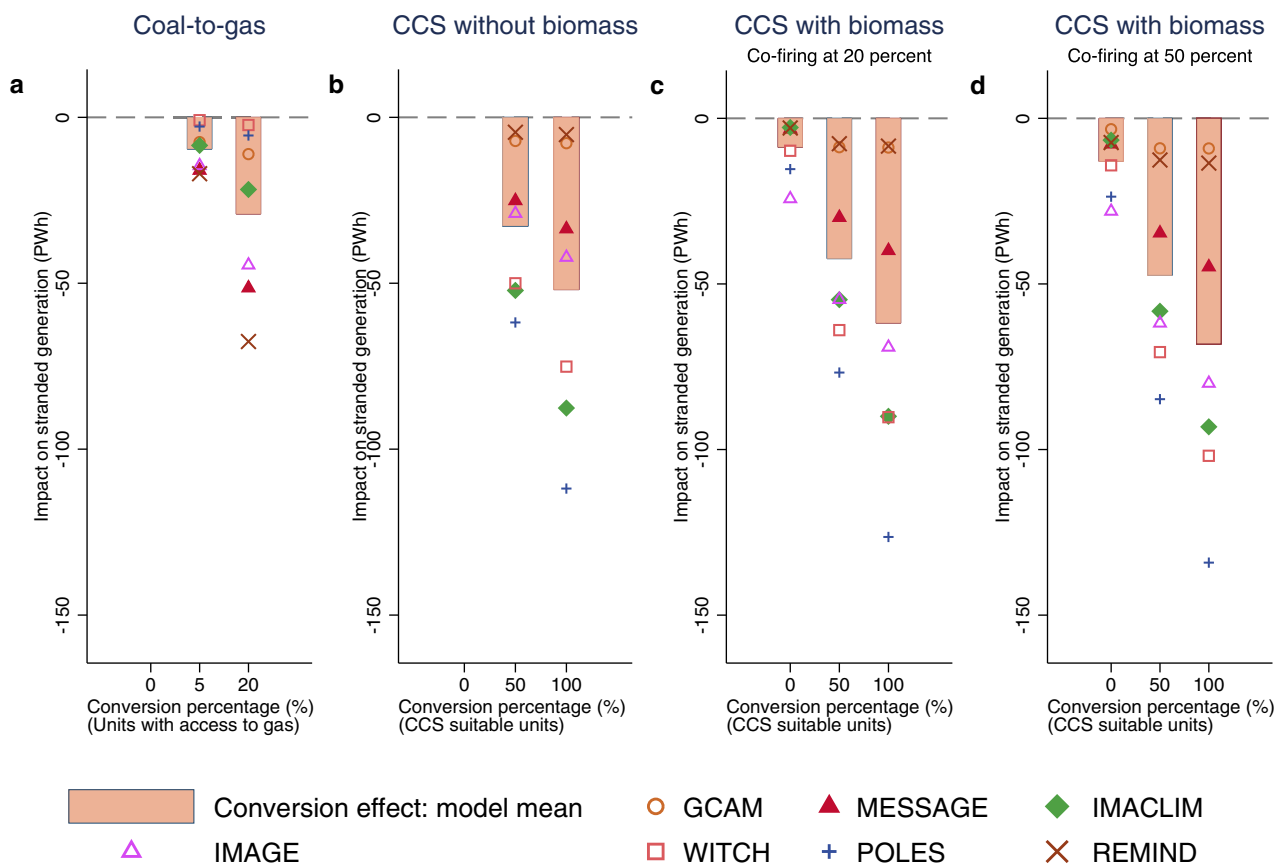 Coal-to-gas
CCS without biomass
CCS with biomass
CCS with biomass
Co-firing at 20 percent
Co-firing at 50 percent
a
b
c
d
0
-50
-100
-150
Impact on stranded generation (PWh)
0
5
20
Conversion percentage (%)
(Units with access to gas)
0
-50
-100
-150
Impact on stranded generation (PWh)
0
50
100
Conversion percentage (%)
(CCS suitable units)
0
-50
-100
-150
Impact on stranded generation (PWh)
0
50
100
Conversion percentage (%)
(CCS suitable units)
0
-50
-100
-150
Impact on stranded generation (PWh)
0
50
100
Conversion percentage (%)
(CCS suitable units)
Conversion effect: model mean
GCAM
MESSAGE
IMACLIM
IMAGE
WITCH
POLES
REMIND